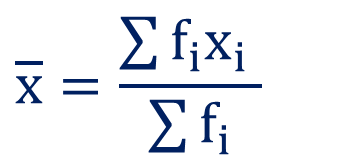 x̄ = ∑ fᵢxᵢ / ∑ fᵢ